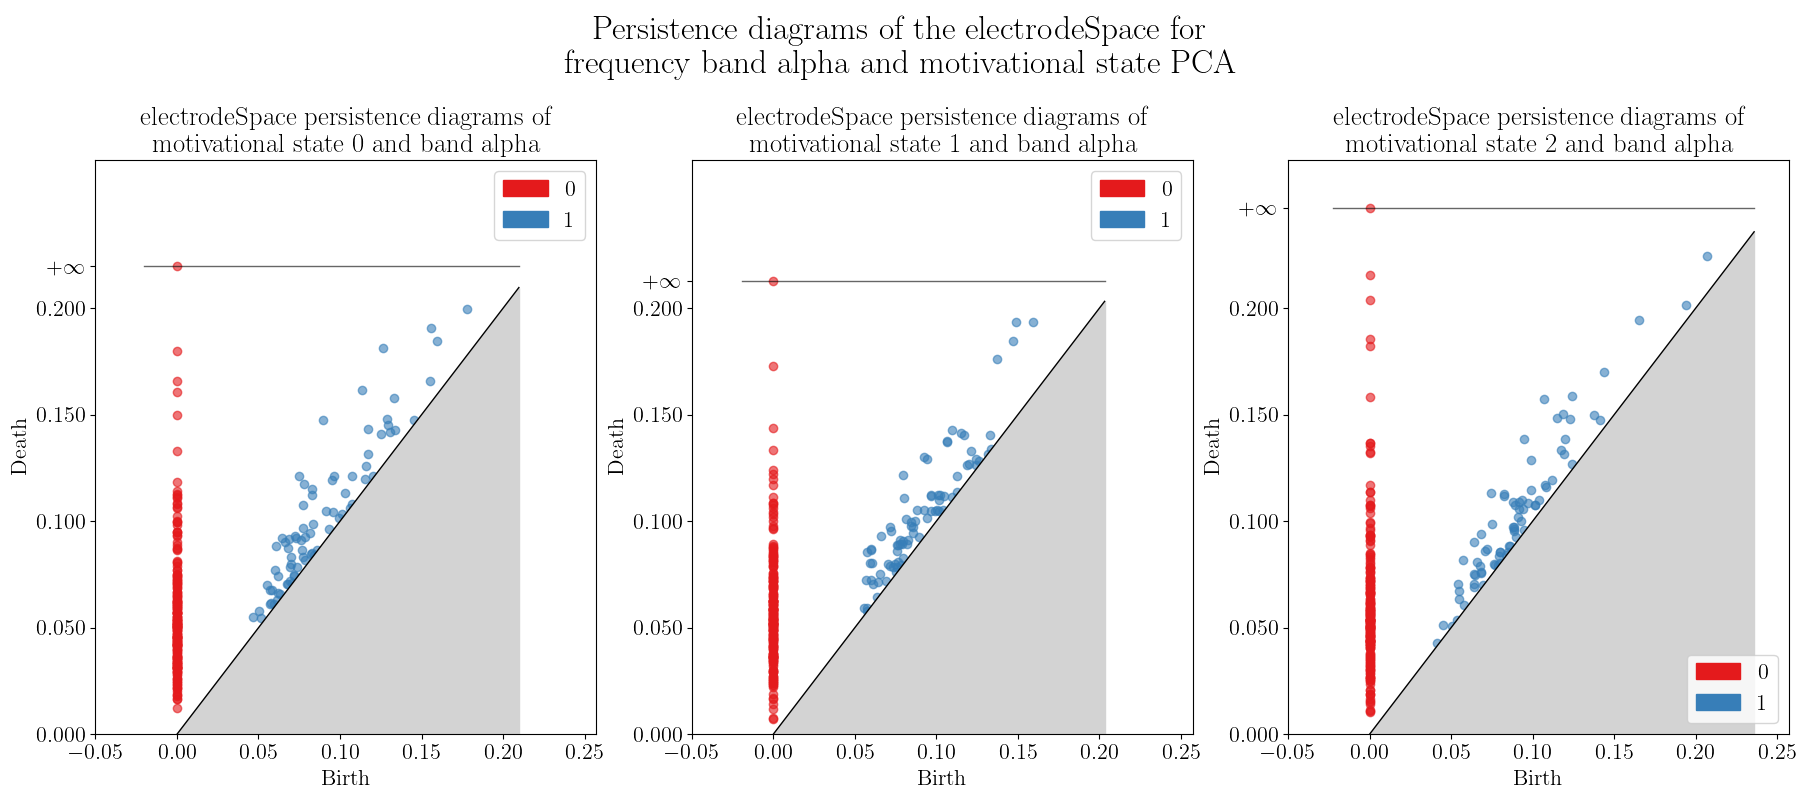 Persistence diagrams of the electrodeSpace for
frequency band alpha and motivational state PCA
electrodeSpace persistence diagrams of
motivational state 0 and band alpha
0
1
+∞
0.200
0.150
0.100
0.050
0.000
Death
−0.05 0.00 0.05 0.10 0.15 0.20 0.25
Birth
electrodeSpace persistence diagrams of
motivational state 1 and band alpha
0
1
+∞
0.200
0.150
0.100
0.050
0.000
Death
−0.05 0.00 0.05 0.10 0.15 0.20 0.25
Birth
electrodeSpace persistence diagrams of
motivational state 2 and band alpha
+∞
0.200
0.150
0.100
0.050
0.000
Death
0
1
−0.05 0.00 0.05 0.10 0.15 0.20 0.25
Birth